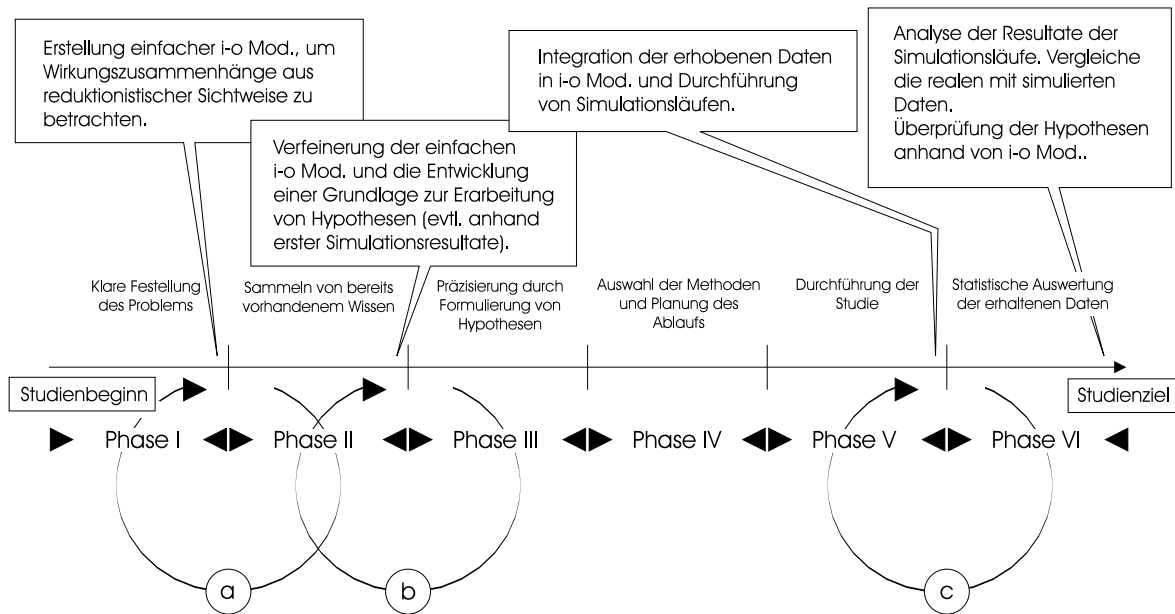 Erstellung einfacher i-o Mod., um
Wirkungszusammenhänge aus
reduktionistischer Sichtweise zu
betrachten.
Verfeinerung der einfachen
i-o Mod. und die Entwicklung
einer Grundlage zur Erarbeitung
von Hypothesen (evtl. anhand
erster Simulationsresultate).
Integration der erhobenen Daten
in i-o Mod. und Durchführung
von Simulationsläufen.
Analyse der Resultate der
Simulationsläufe. Vergleiche
die realen mit simulierten
Daten.
Überprüfung der Hypothesen
anhand von i-o Mod..
Klare Festellung
des Problems
Sammeln von bereits
vorhandenem Wissen
Präzisierung durch
Formulierung von
Hypothesen
Auswahl der Methoden
und Planung des
Ablaufs
Durchführung der
Studie
Statistische Auswertung
der erhaltenen Daten
Studienbeginn
Studienziel
Phase I
Phase II
Phase III
Phase IV
Phase V
Phase VI
a
b
c